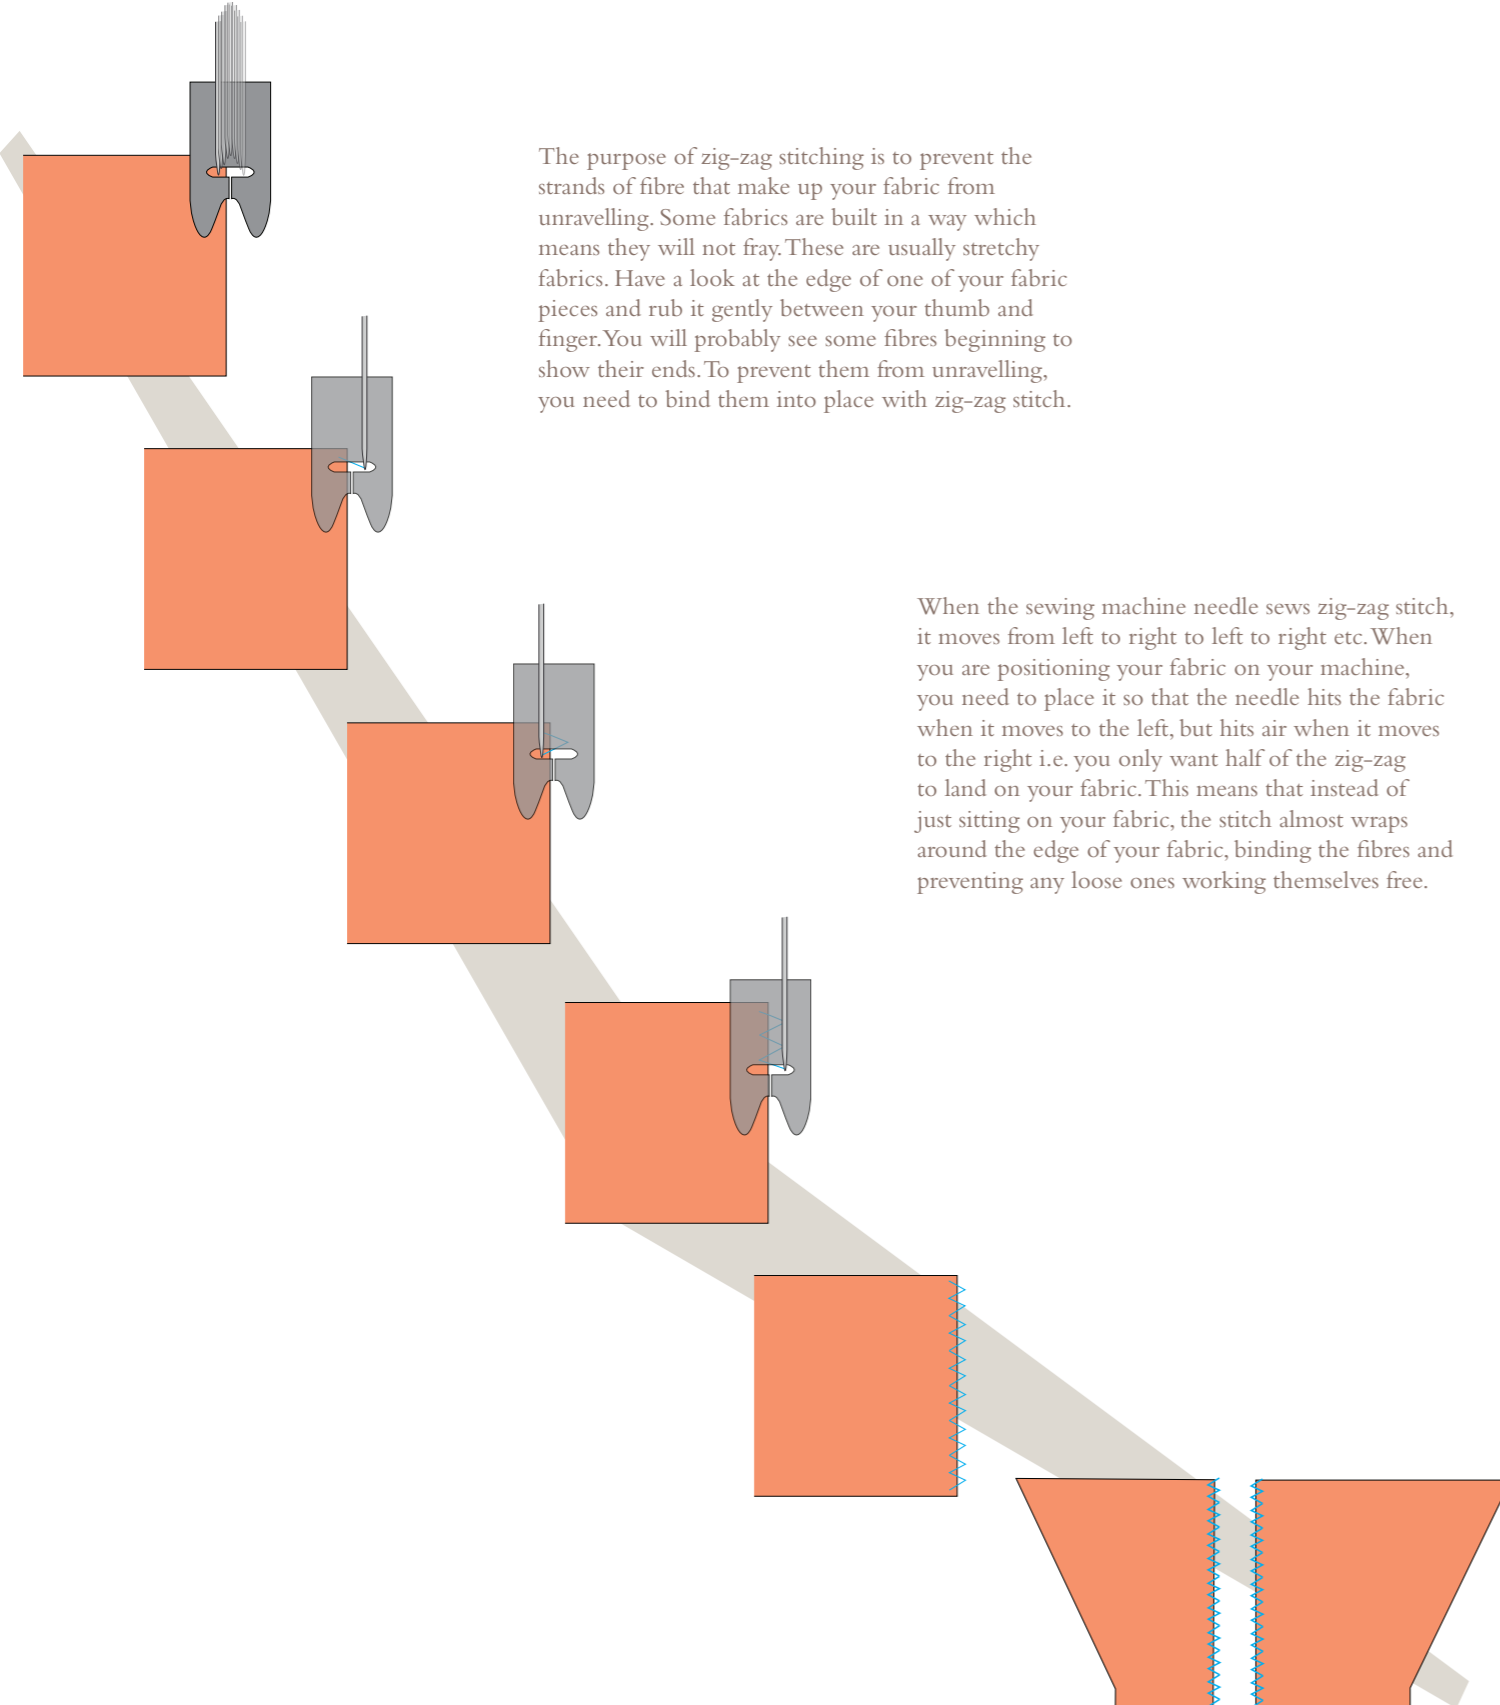 The purpose of zig-zag stitching is to prevent the
strands of fibre that make up your fabric from
unravelling. Some fabrics are built in a way which
means they will not fray. These are usually stretchy
fabrics. Have a look at the edge of one of your fabric
pieces and rub it gently between your thumb and
finger. You will probably see some fibres beginning to
show their ends. To prevent them from unravelling,
you need to bind them into place with zig-zag stitch.
When the sewing machine needle sews zig-zag stitch,
it moves from left to right to left to right etc. When
you are positioning your fabric on your machine,
you need to place it so that the needle hits the fabric
when it moves to the left, but hits air when it moves
to the right i.e. you only want half of the zig-zag
to land on your fabric. This means that instead of
just sitting on your fabric, the stitch almost wraps
around the edge of your fabric, binding the fibres and
preventing any loose ones working themselves free.